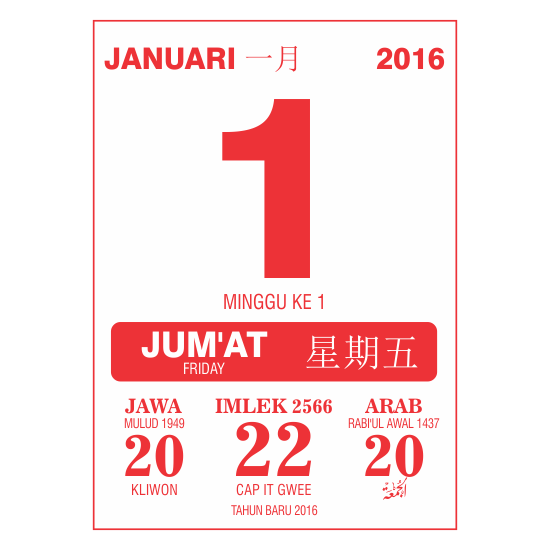 JANUARI 一月 2016
1
MINGGU KE 1
JUM'AT 星期五
FRIDAY
JAWA IMLEK 2566 ARAB
MULUD 1949 RABI'UL AWAL 1437
20 22 20
KLIWON CAP IT GWEE الجمعة
TAHUN BARU 2016